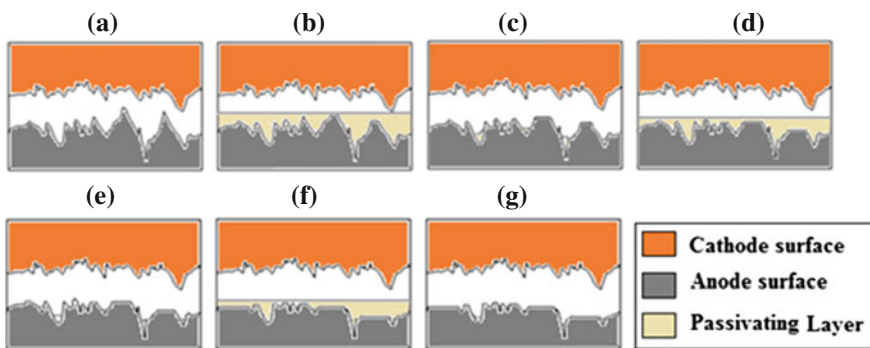 (a) (b) (c) (d)
(e) (f) (g)
Cathode surface
Anode surface
Passivating Layer